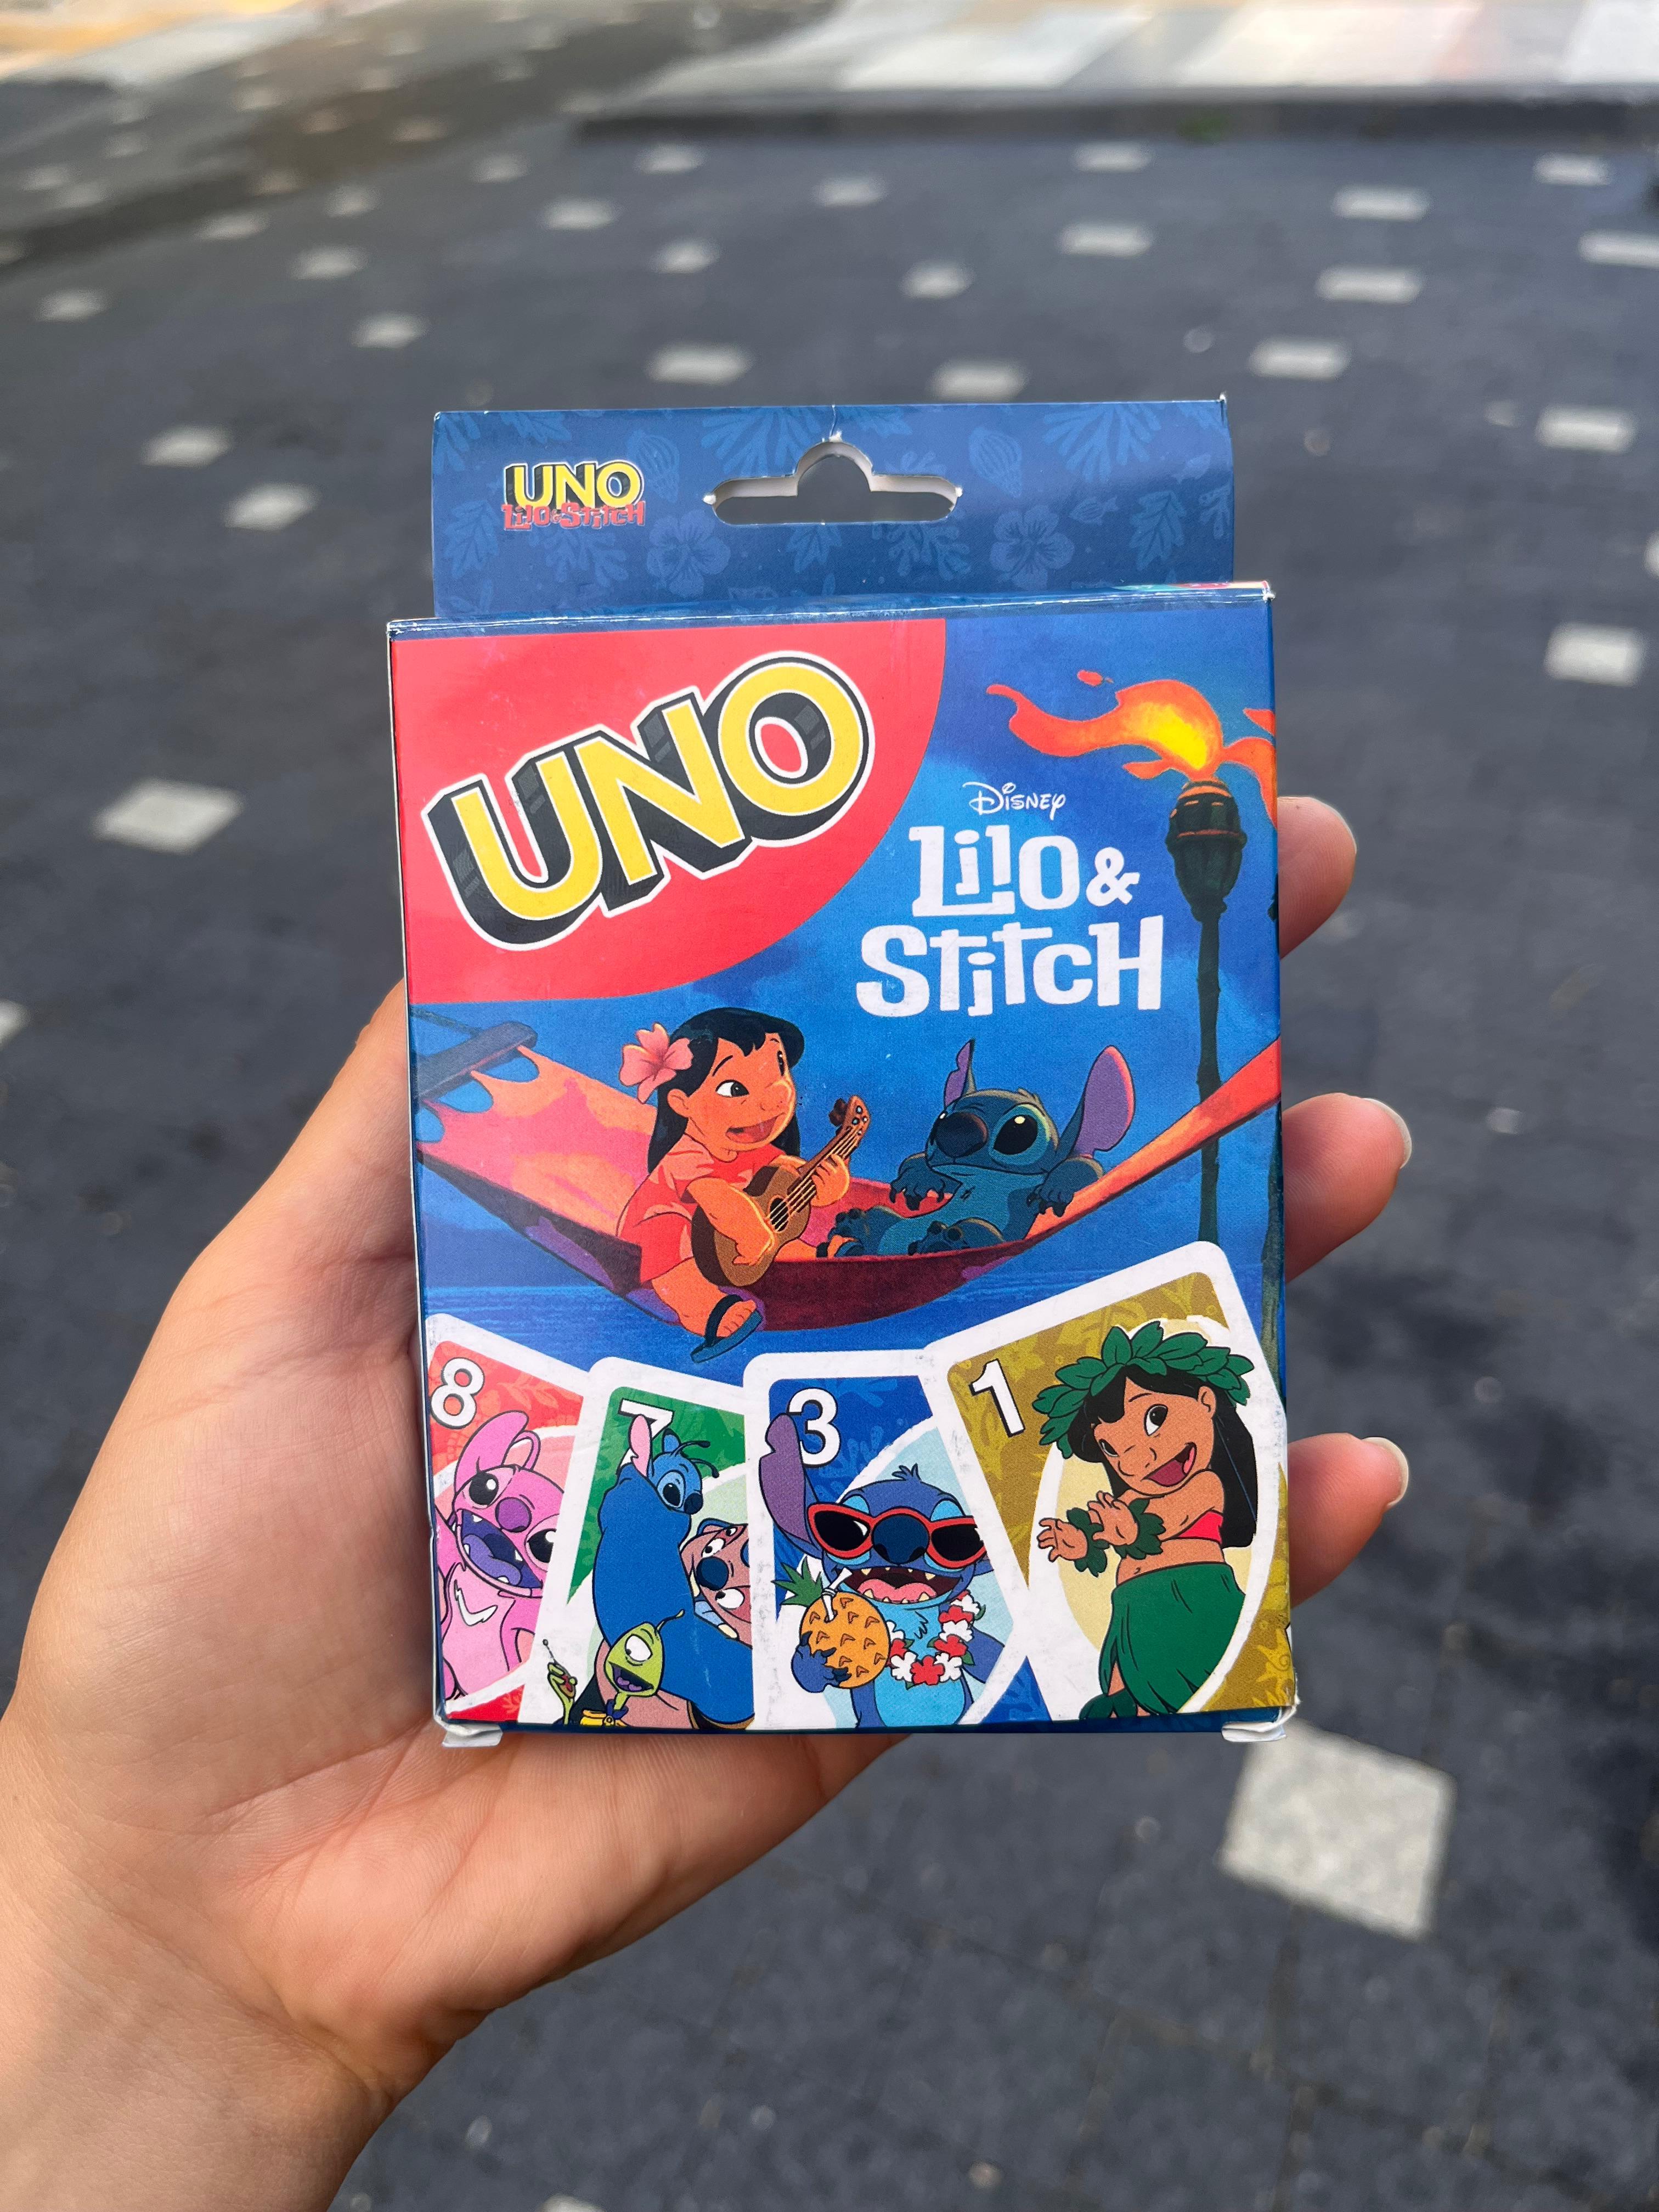 UNO
Lilo & Stitch
UNO
Disney
Lilo &
Stitch
8
7
3
1